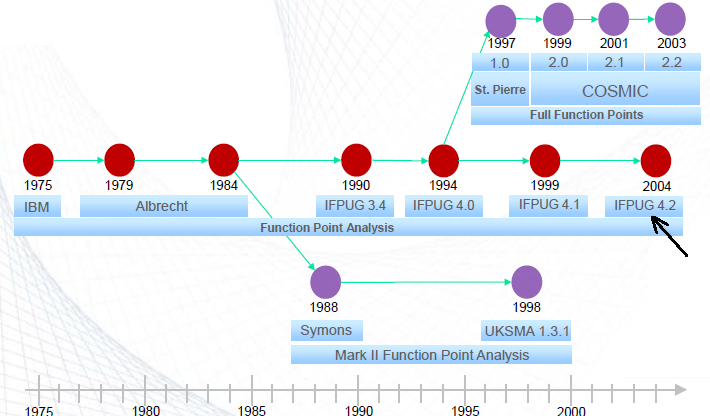 1997 1999 2001 2003
1.0 2.0 2.1 2.2
St. Pierre COSMIC
Full Function Points
1975 1979 1984 1990 1994 1999 2004
IBM Albrecht IFPUG 3.4 IFPUG 4.0 IFPUG 4.1 IFPUG 4.2
Function Point Analysis
1988 1998
Symons UKSMA 1.3.1
Mark II Function Point Analysis
1975 1980 1985 1990 1995 2000